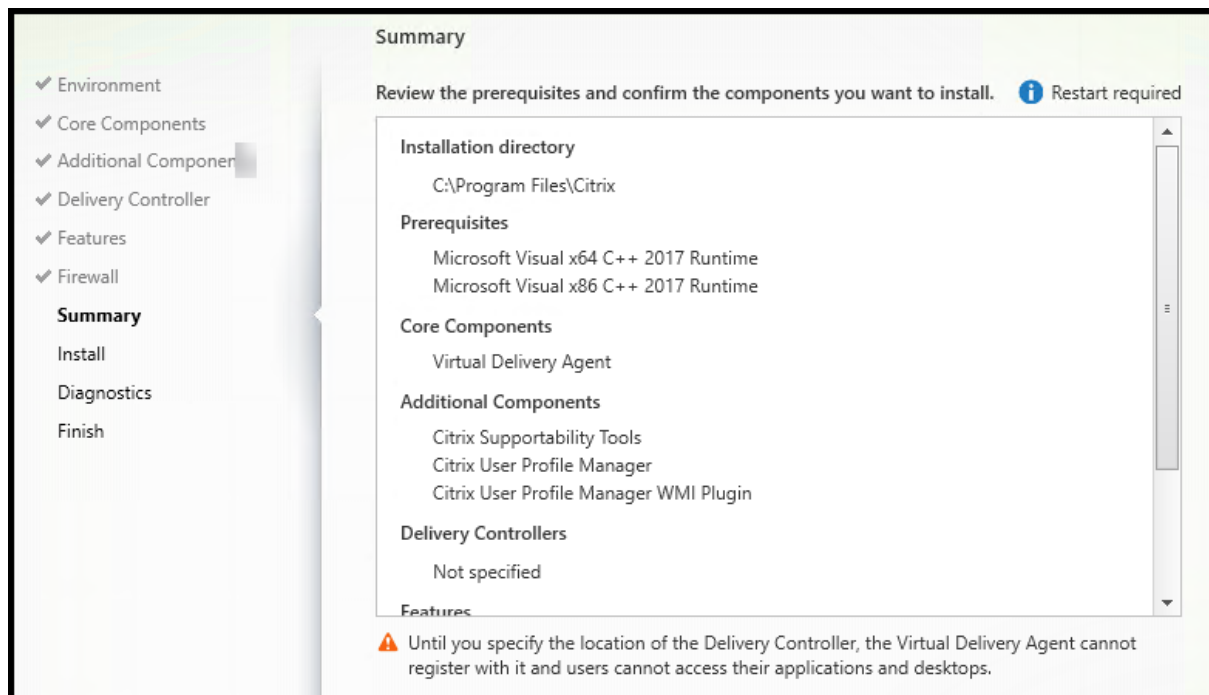 Summary
Environment
Core Components
Additional Componen
Delivery Controller
Features
Firewall
Summary
Install
Diagnostics
Finish
Review the prerequisites and confirm the components you want to install.
Restart required
Installation directory
C:\Program Files\Citrix
Prerequisites
Microsoft Visual x64 C++ 2017 Runtime
Microsoft Visual x86 C++ 2017 Runtime
Core Components
Virtual Delivery Agent
Additional Components
Citrix Supportability Tools
Citrix User Profile Manager
Citrix User Profile Manager WMI Plugin
Delivery Controllers
Not specified
Features
Until you specify the location of the Delivery Controller, the Virtual Delivery Agent cannot
register with it and users cannot access their applications and desktops.